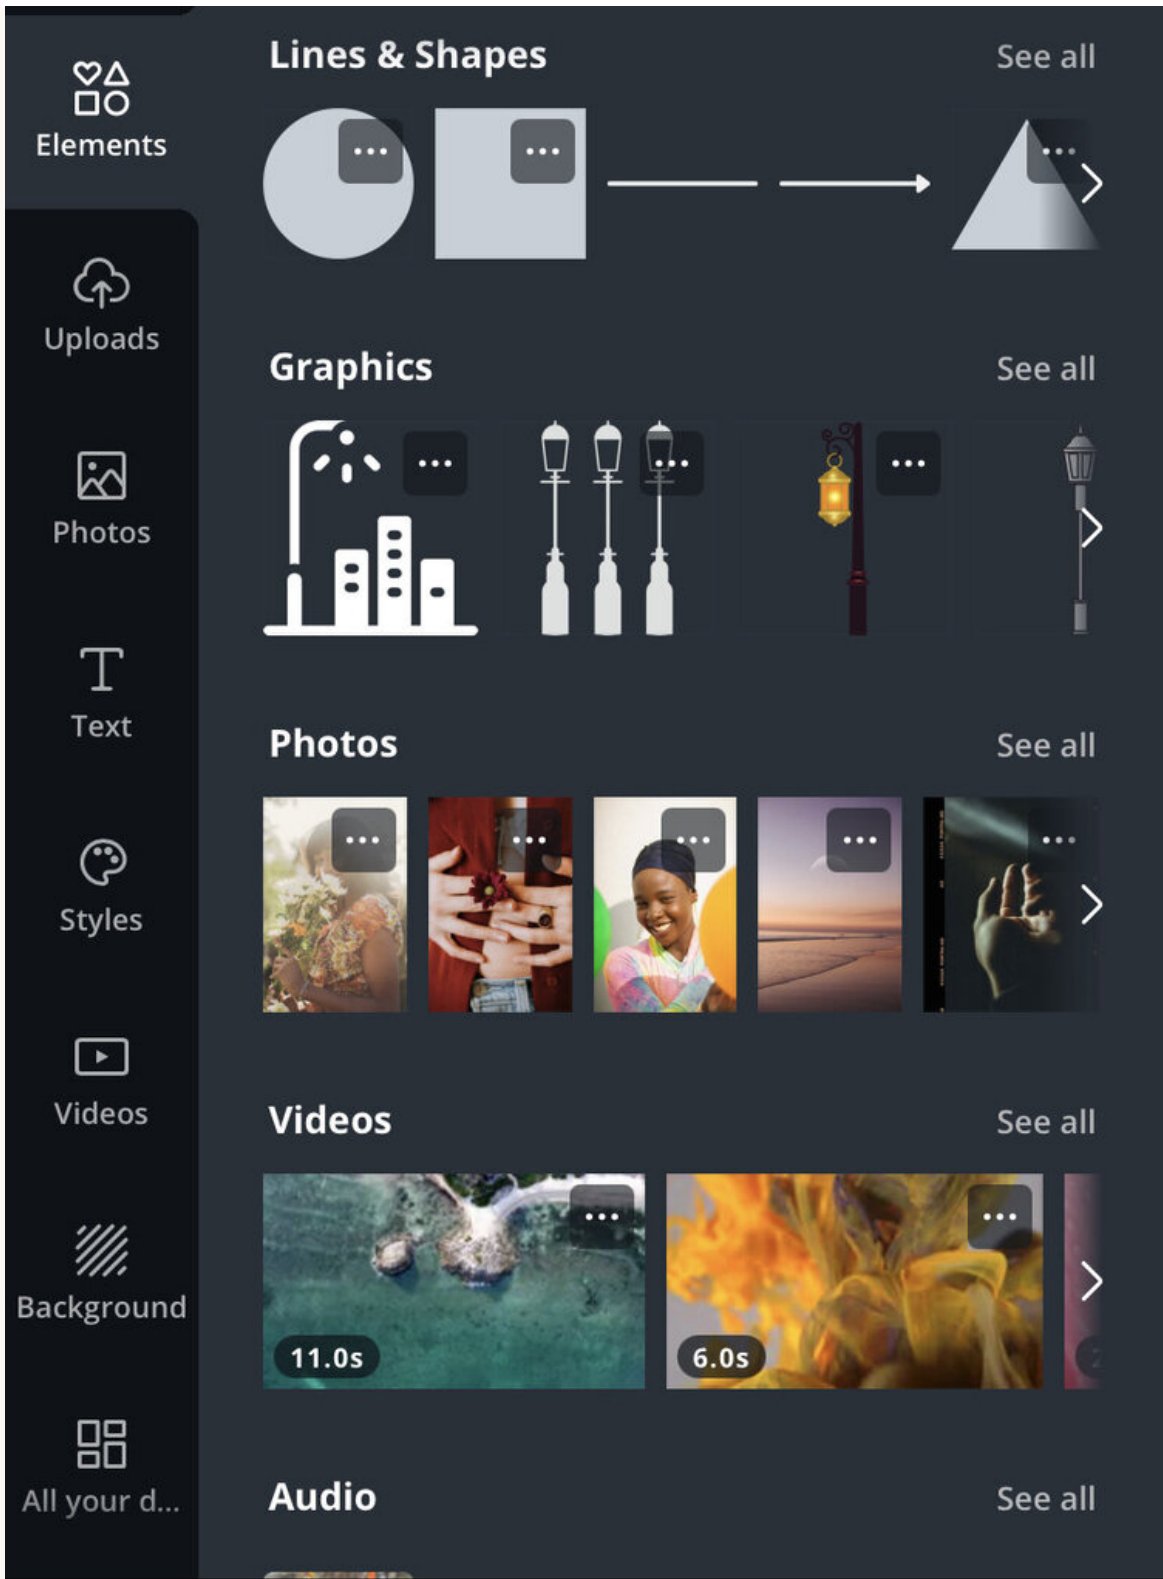 Elements
Uploads
Photos
Text
Styles
Videos
Background
All your d...
Lines & Shapes
See all
Graphics
See all
Photos
See all
Videos
See all
11.0s
6.0s
Audio
See all